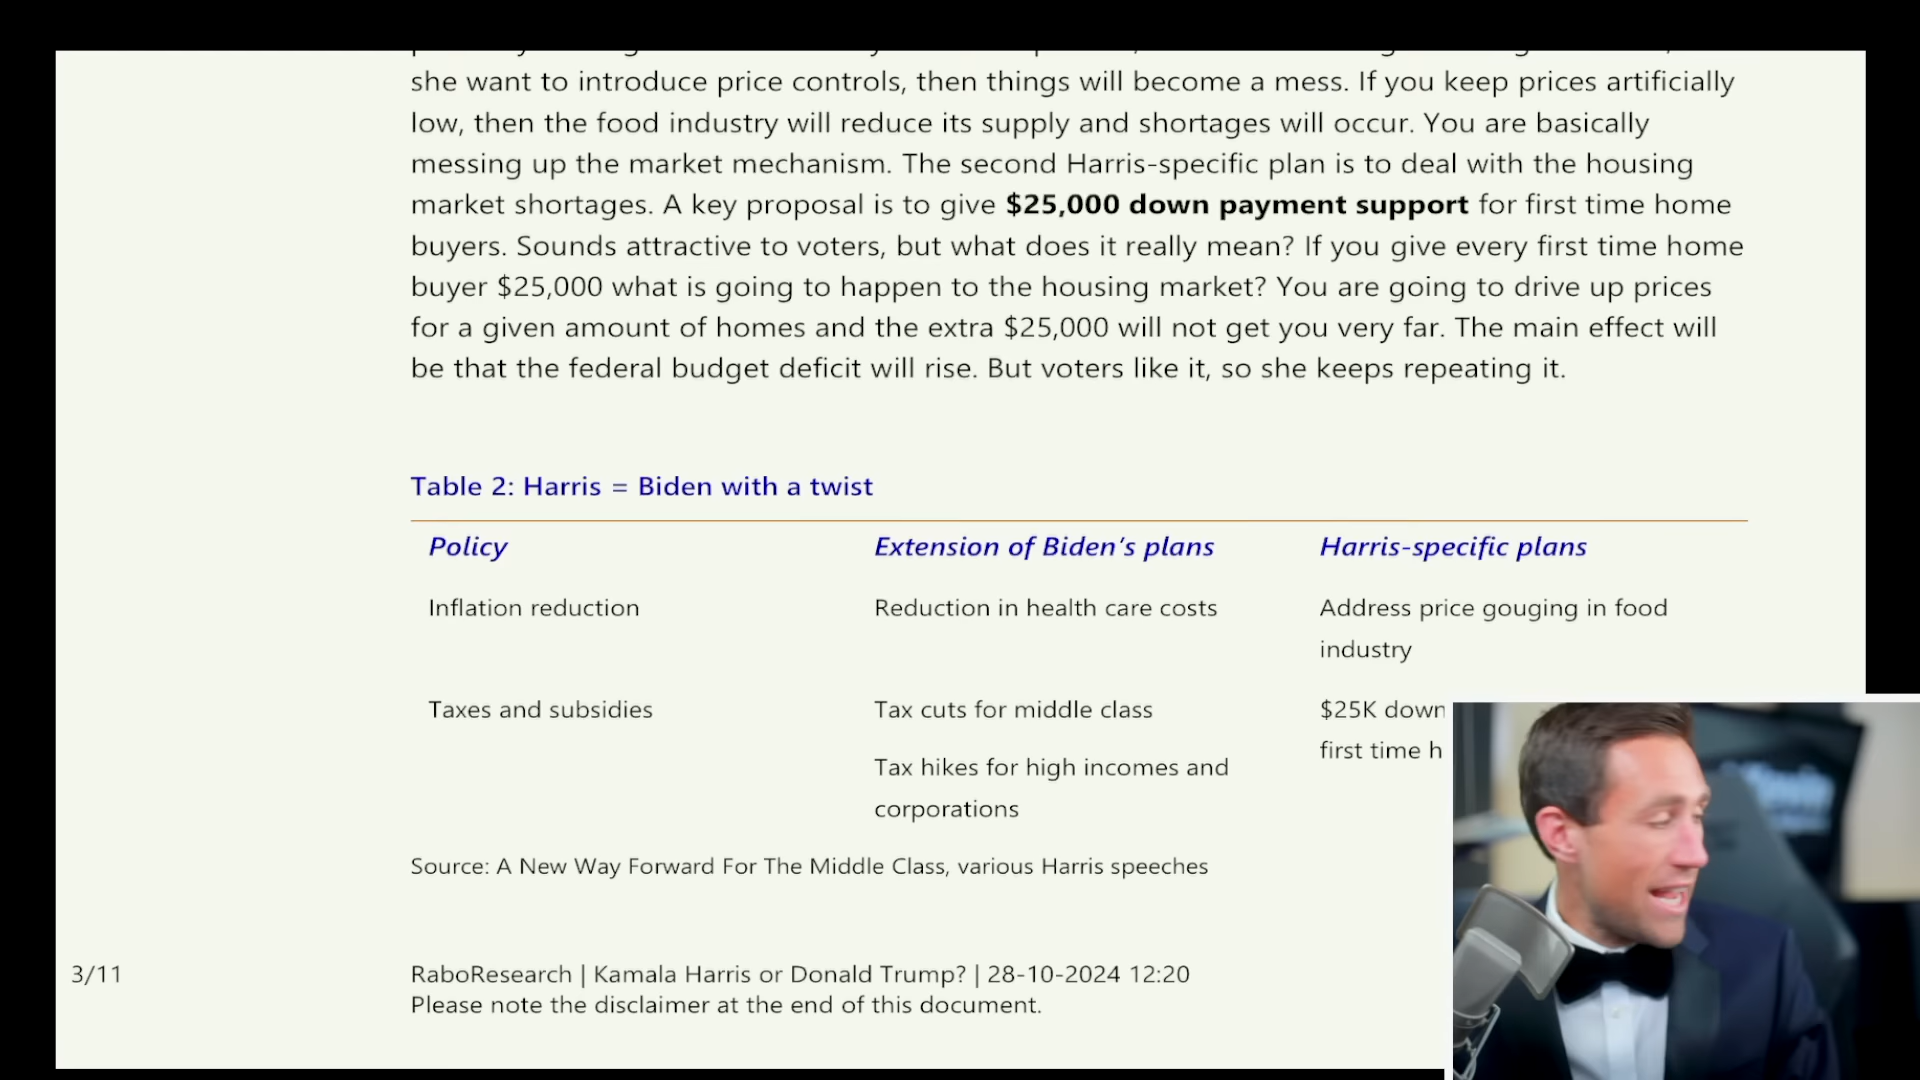 she want to introduce price controls, then things will become a mess. If you keep prices artificially
low, then the food industry will reduce its supply and shortages will occur. You are basically
messing up the market mechanism. The second Harris-specific plan is to deal with the housing
market shortages. A key proposal is to give $25,000 down payment support for first time home
buyers. Sounds attractive to voters, but what does it really mean? If you give every first time home
buyer $25,000 what is going to happen to the housing market? You are going to drive up prices
for a given amount of homes and the extra $25,000 will not get you very far. The main effect will
be that the federal budget deficit will rise. But voters like it, so she keeps repeating it.
Table 2: Harris = Biden with a twist
Policy Extension of Biden’s plans Harris-specific plans
Inflation reduction Reduction in health care costs Address price gouging in food
industry
Taxes and subsidies Tax cuts for middle class $25K down
first time h
Tax hikes for high incomes and
corporations
Source: A New Way Forward For The Middle Class, various Harris speeches
3/11 RaboResearch | Kamala Harris or Donald Trump? | 28-10-2024 12:20
Please note the disclaimer at the end of this document.